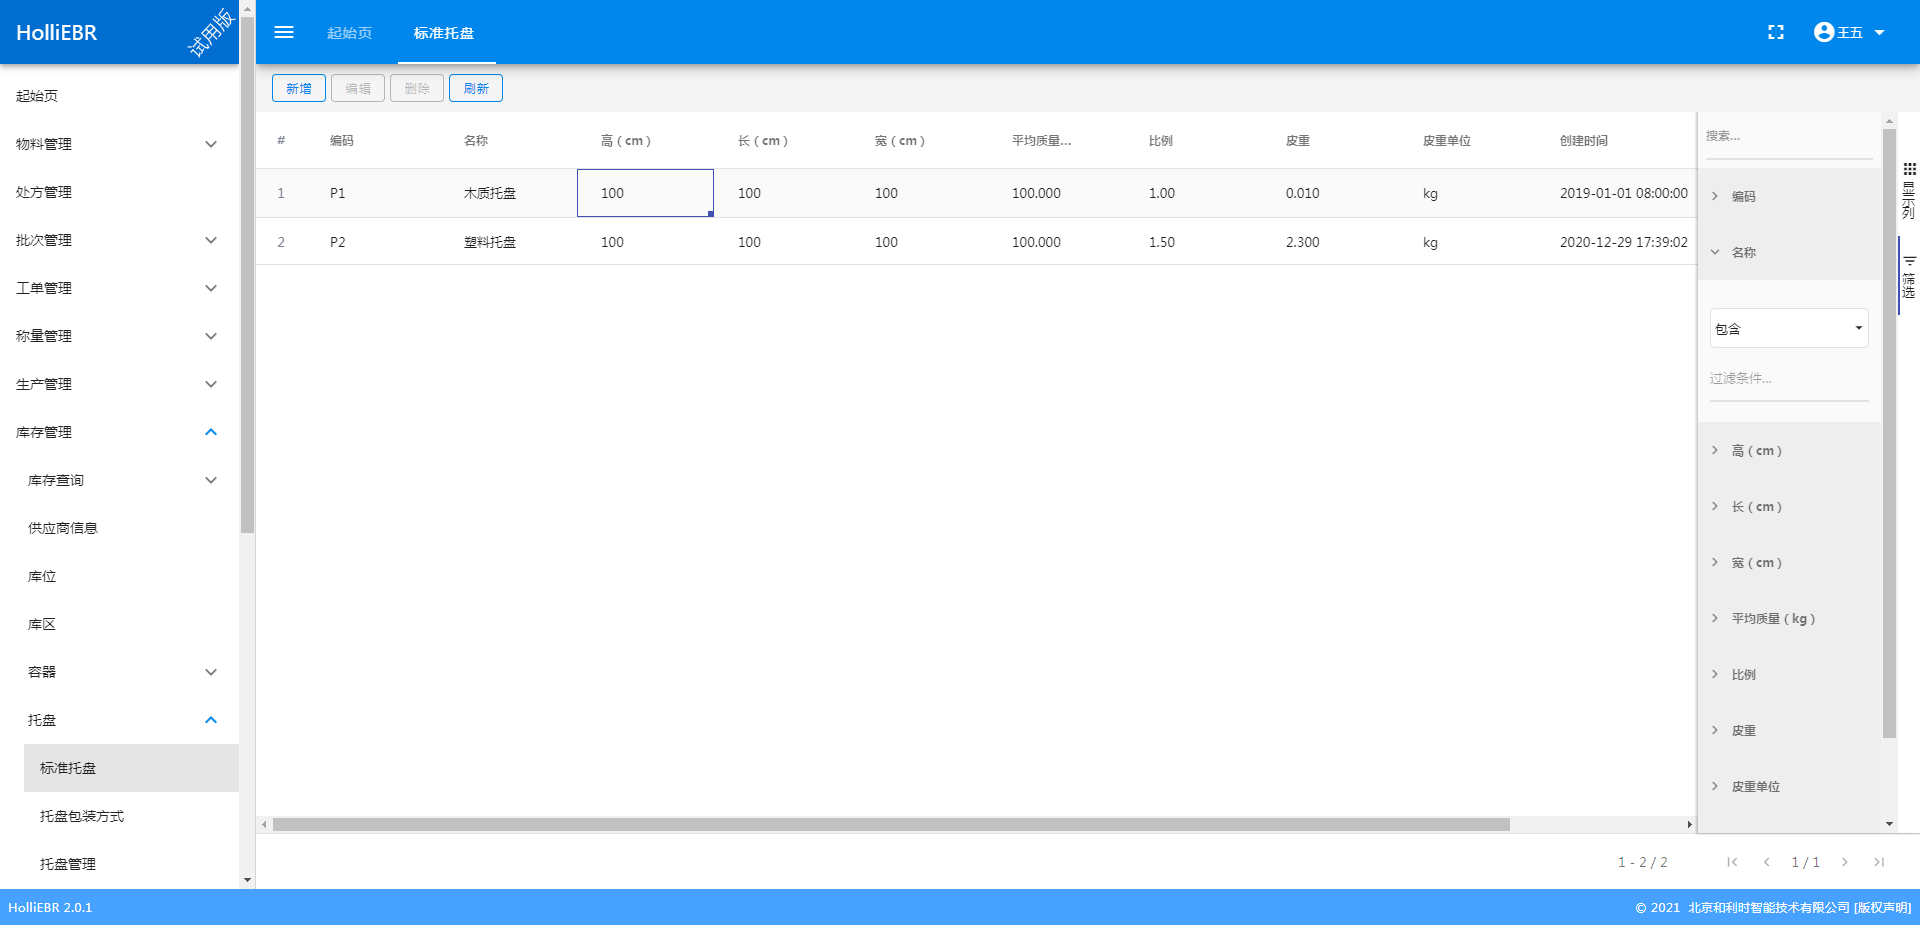 HolliEBR
试用版
起始页
标准托盘
王五
起始页
物料管理
处方管理
批次管理
工单管理
称量管理
生产管理
库存管理
库存查询
供应商信息
库位
库区
容器
托盘
标准托盘
托盘包装方式
托盘管理
新增 编辑 删除 刷新
# 编码 名称 高（cm） 长（cm） 宽（cm） 平均质量... 比例 皮重 皮重单位 创建时间
1 P1 木质托盘 100 100 100 100.000 1.00 0.010 kg 2019-01-01 08:00:00
2 P2 塑料托盘 100 100 100 100.000 1.50 2.300 kg 2020-12-29 17:39:02
搜索...
编码
名称
包含
过滤条件...
高（cm）
长（cm）
宽（cm）
平均质量（kg）
比例
皮重
皮重单位
显示列
筛选
1 - 2 / 2
1 / 1
HolliEBR 2.0.1
© 2021 北京和利时智能技术有限公司 [版权声明]